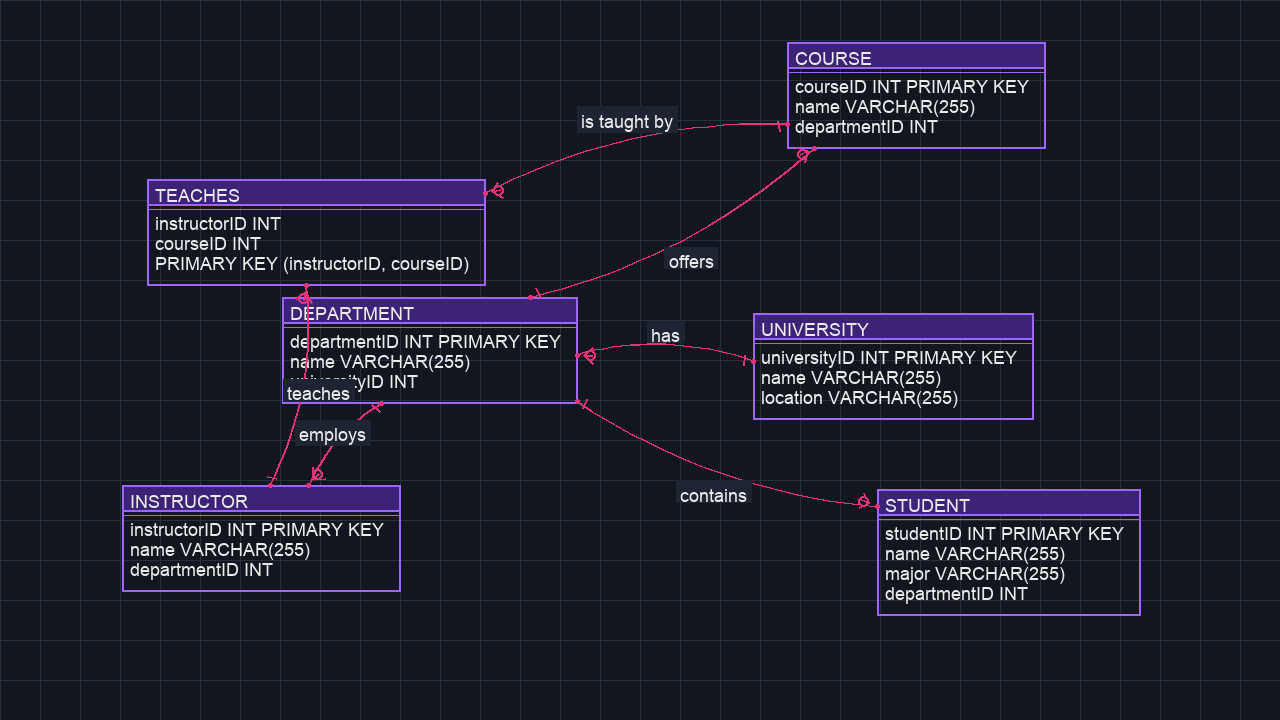 COURSE
courseID INT PRIMARY KEY
name VARCHAR(255)
departmentID INT
is taught by
TEACHES
instructorID INT
courseID INT
PRIMARY KEY (instructorID, courseID)
offers
DEPARTMENT
departmentID INT PRIMARY KEY
name VARCHAR(255)
universityID INT
teaches
has
UNIVERSITY
universityID INT PRIMARY KEY
name VARCHAR(255)
location VARCHAR(255)
employs
contains
INSTRUCTOR
instructorID INT PRIMARY KEY
name VARCHAR(255)
departmentID INT
STUDENT
studentID INT PRIMARY KEY
name VARCHAR(255)
major VARCHAR(255)
departmentID INT